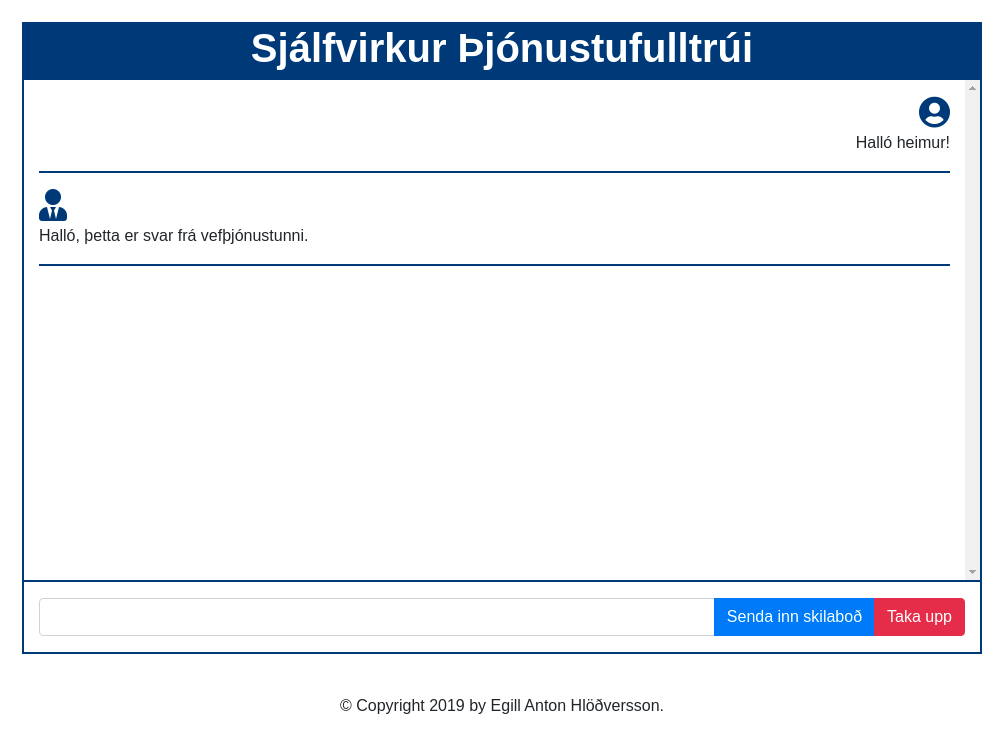 Sjálfvirkur Þjónustufulltrúi
Halló heimur!
Halló, þetta er svar frá vefþjónustunni.
Senda inn skilaboð Taka upp
© Copyright 2019 by Egill Anton Hlöðversson.